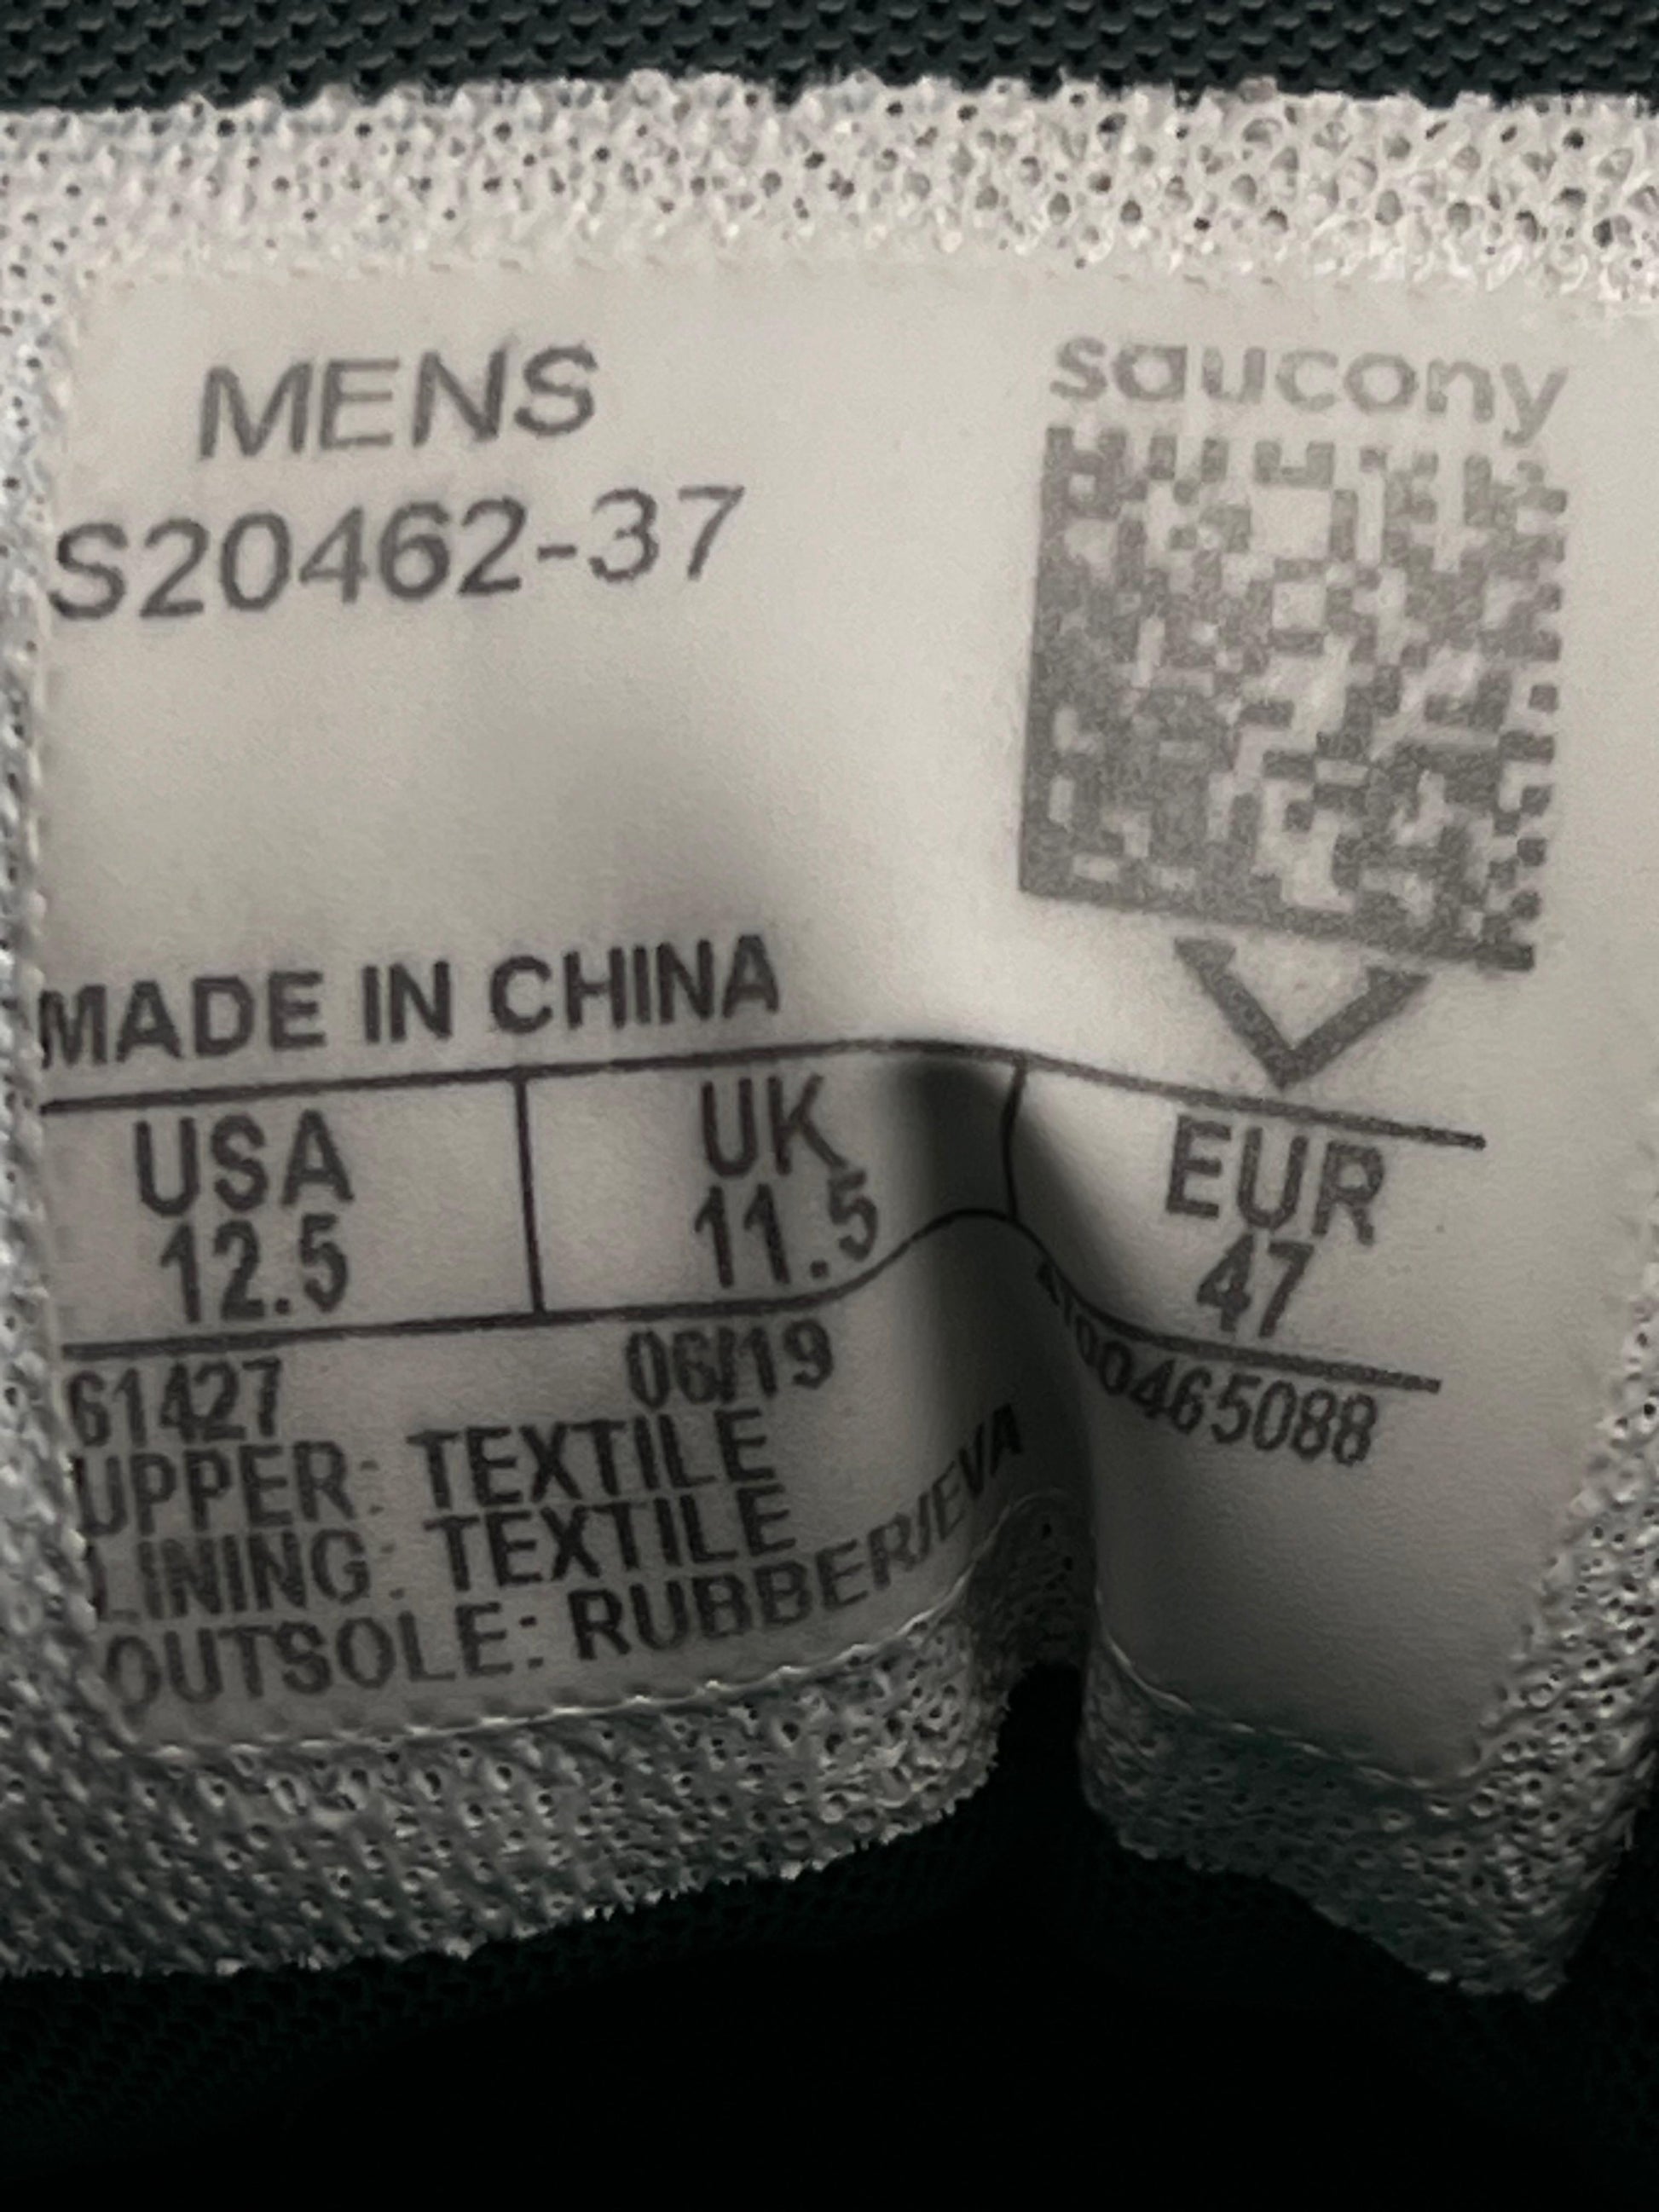 MENS
S20462-37
saucony
MADE IN CHINA
USA
12.5
UK
11.5
EUR
47
61427
06/19
UPPER: TEXTILE
LINING: TEXTILE
OUTSOLE: RUBBER/EVA